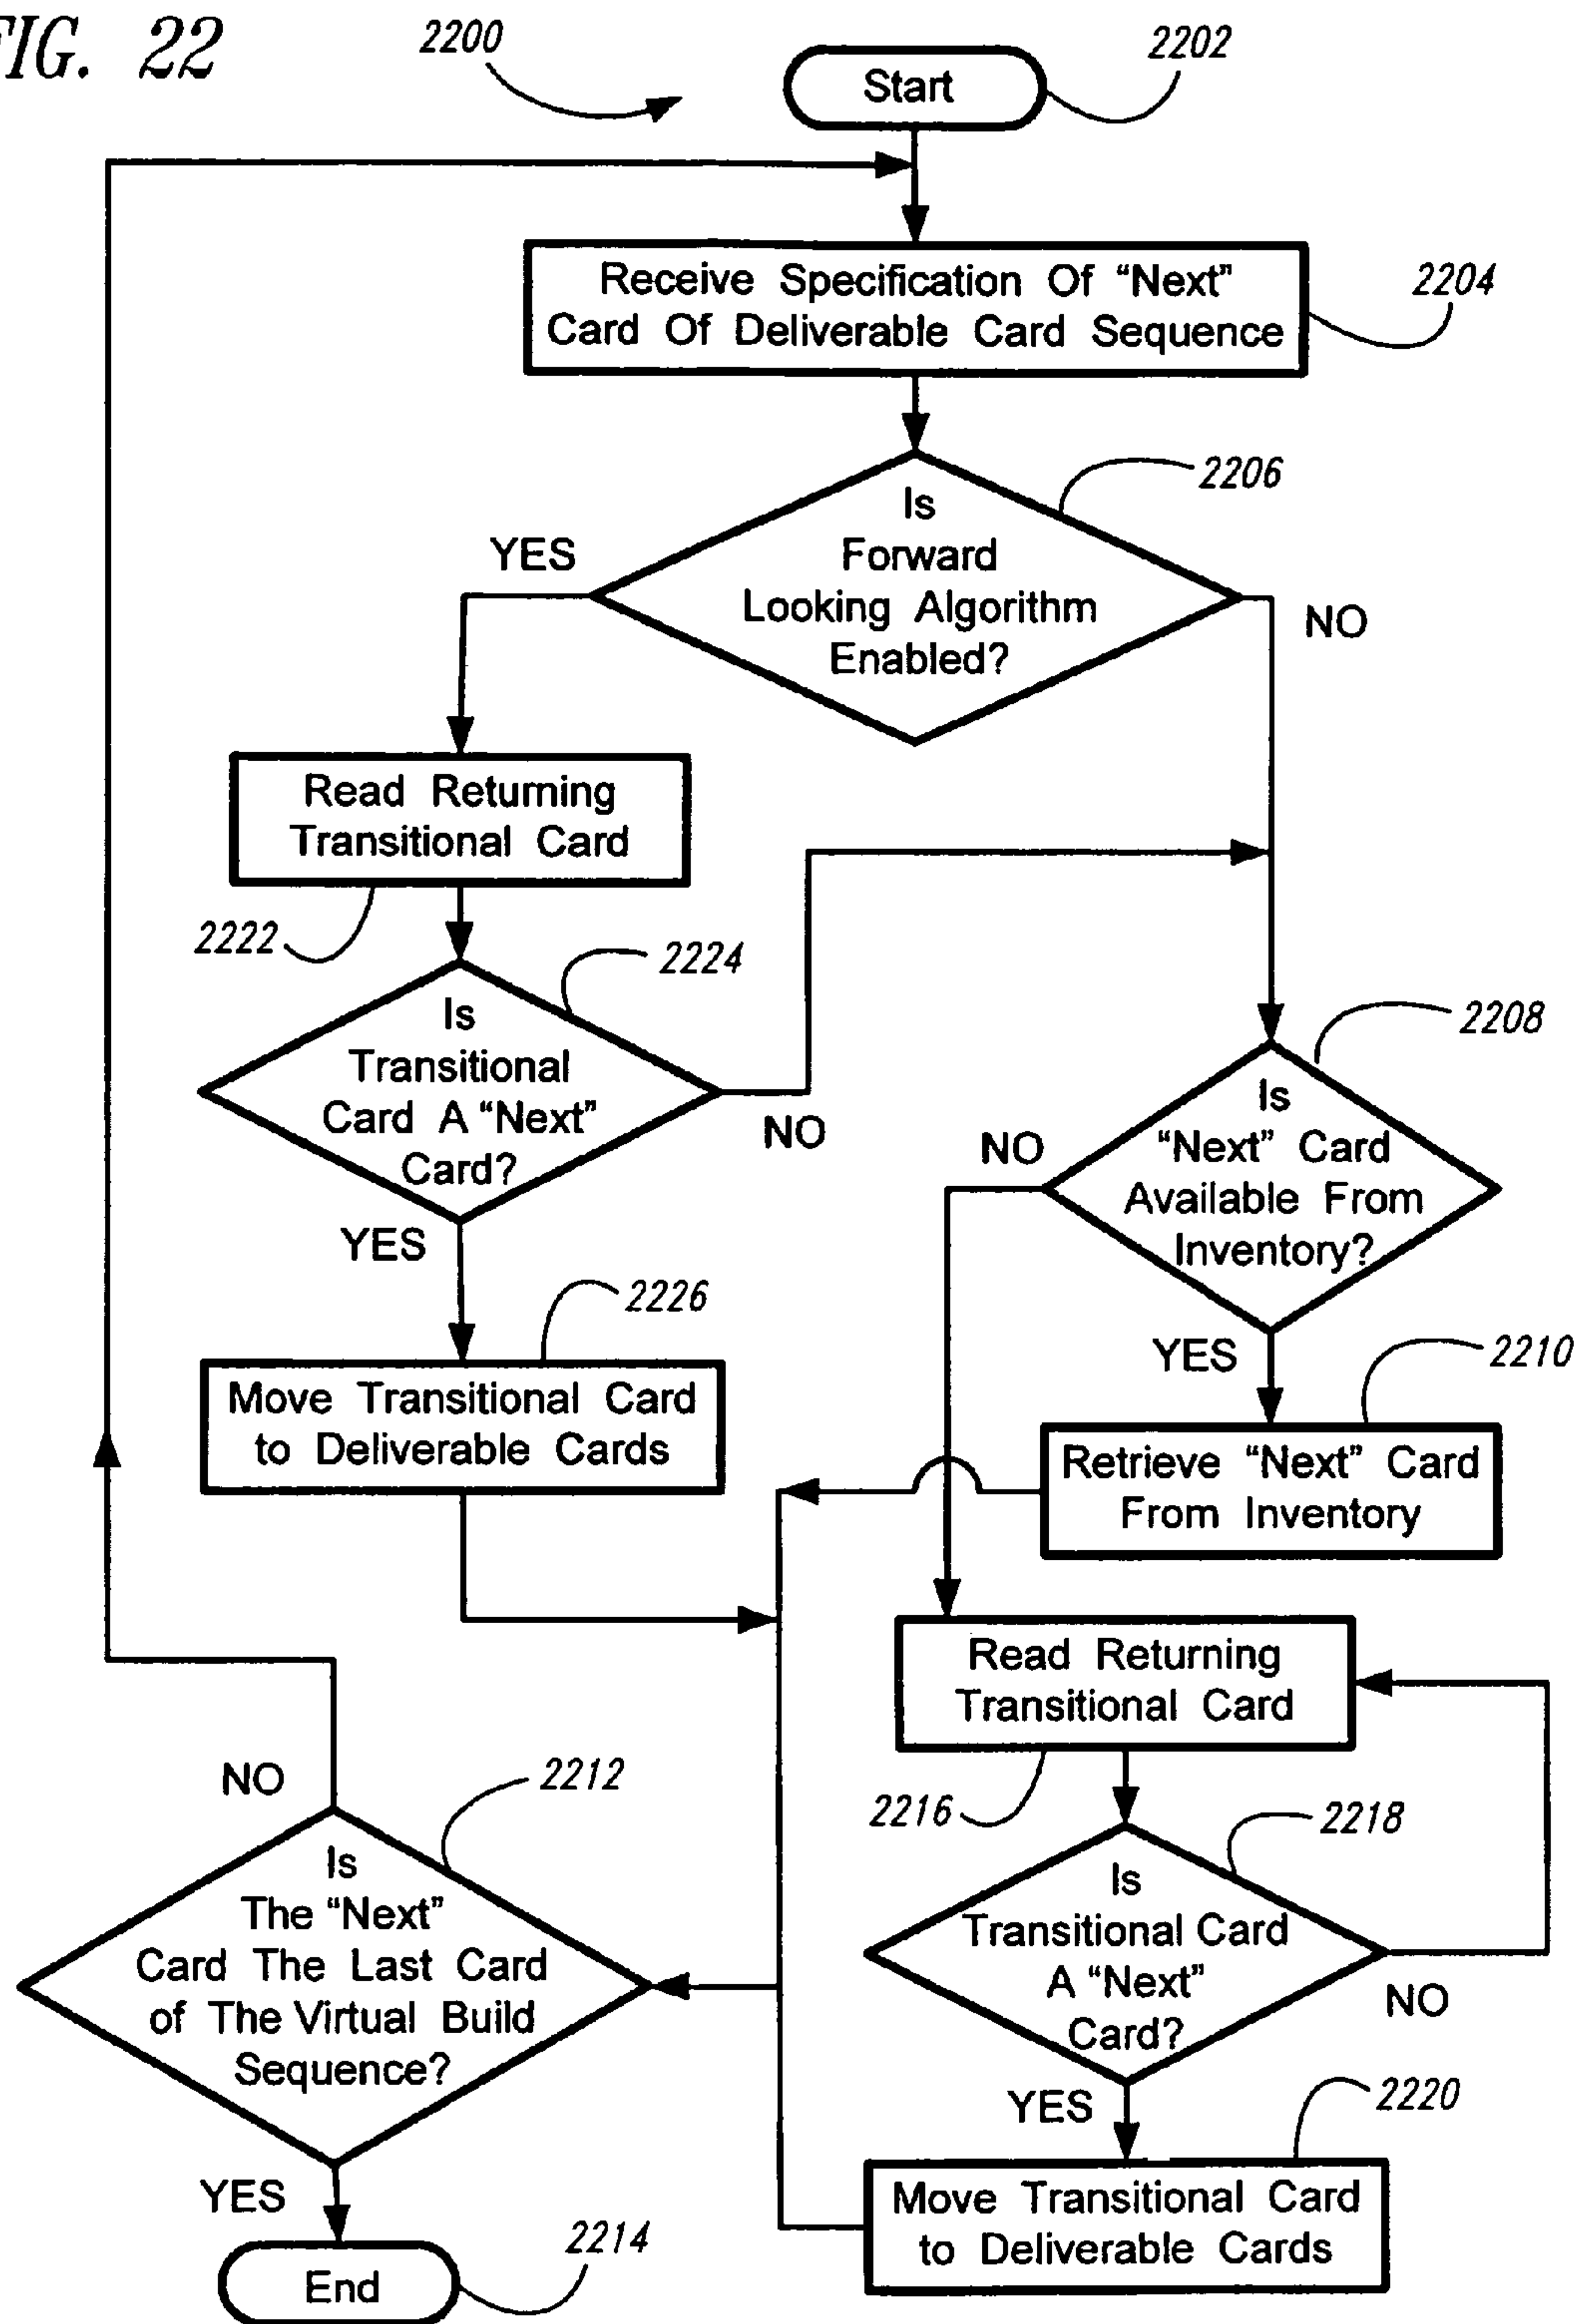 FIG. 22
2200
2202
Start
Receive Specification Of “Next”
Card Of Deliverable Card Sequence
2204
2206
Is
Forward
Looking Algorithm
Enabled?
YES
NO
Read Returning
Transitional Card
2222
2224
Is
Transitional
Card A “Next”
Card?
NO
YES
2208
Is
“Next” Card
Available From
Inventory?
NO
YES
2226
Move Transitional Card
to Deliverable Cards
2210
Retrieve “Next” Card
From Inventory
Read Returning
Transitional Card
2216
2218
Is
Transitional Card
A “Next”
Card?
NO
YES
2220
Move Transitional Card
to Deliverable Cards
NO
2212
Is
The “Next”
Card The Last Card
of The Virtual Build
Sequence?
YES
2214
End